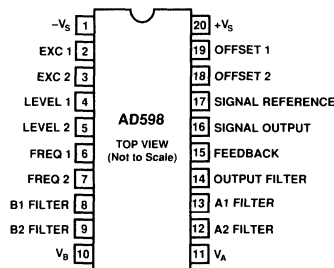 −VS 1
EXC 1 2
EXC 2 3
LEVEL 1 4
LEVEL 2 5
FREQ 1 6
FREQ 2 7
B1 FILTER 8
B2 FILTER 9
VB 10
AD598
TOP VIEW
(Not to Scale)
20 +VS
19 OFFSET 1
18 OFFSET 2
17 SIGNAL REFERENCE
16 SIGNAL OUTPUT
15 FEEDBACK
14 OUTPUT FILTER
13 A1 FILTER
12 A2 FILTER
11 VA